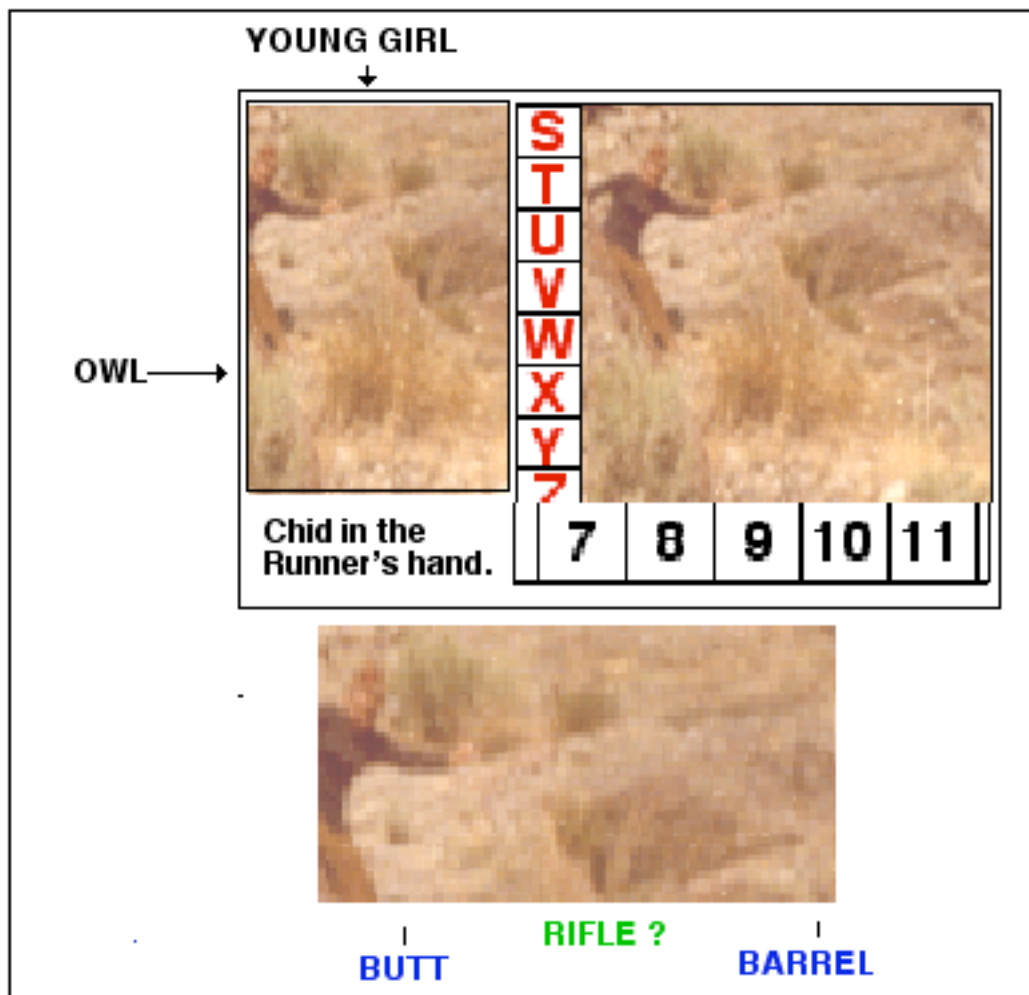 YOUNG GIRL
S
T
U
V
W
X
Y
Z
OWL
Chid in the
Runner's hand.
7 8 9 10 11
RIFLE ?
BUTT BARREL